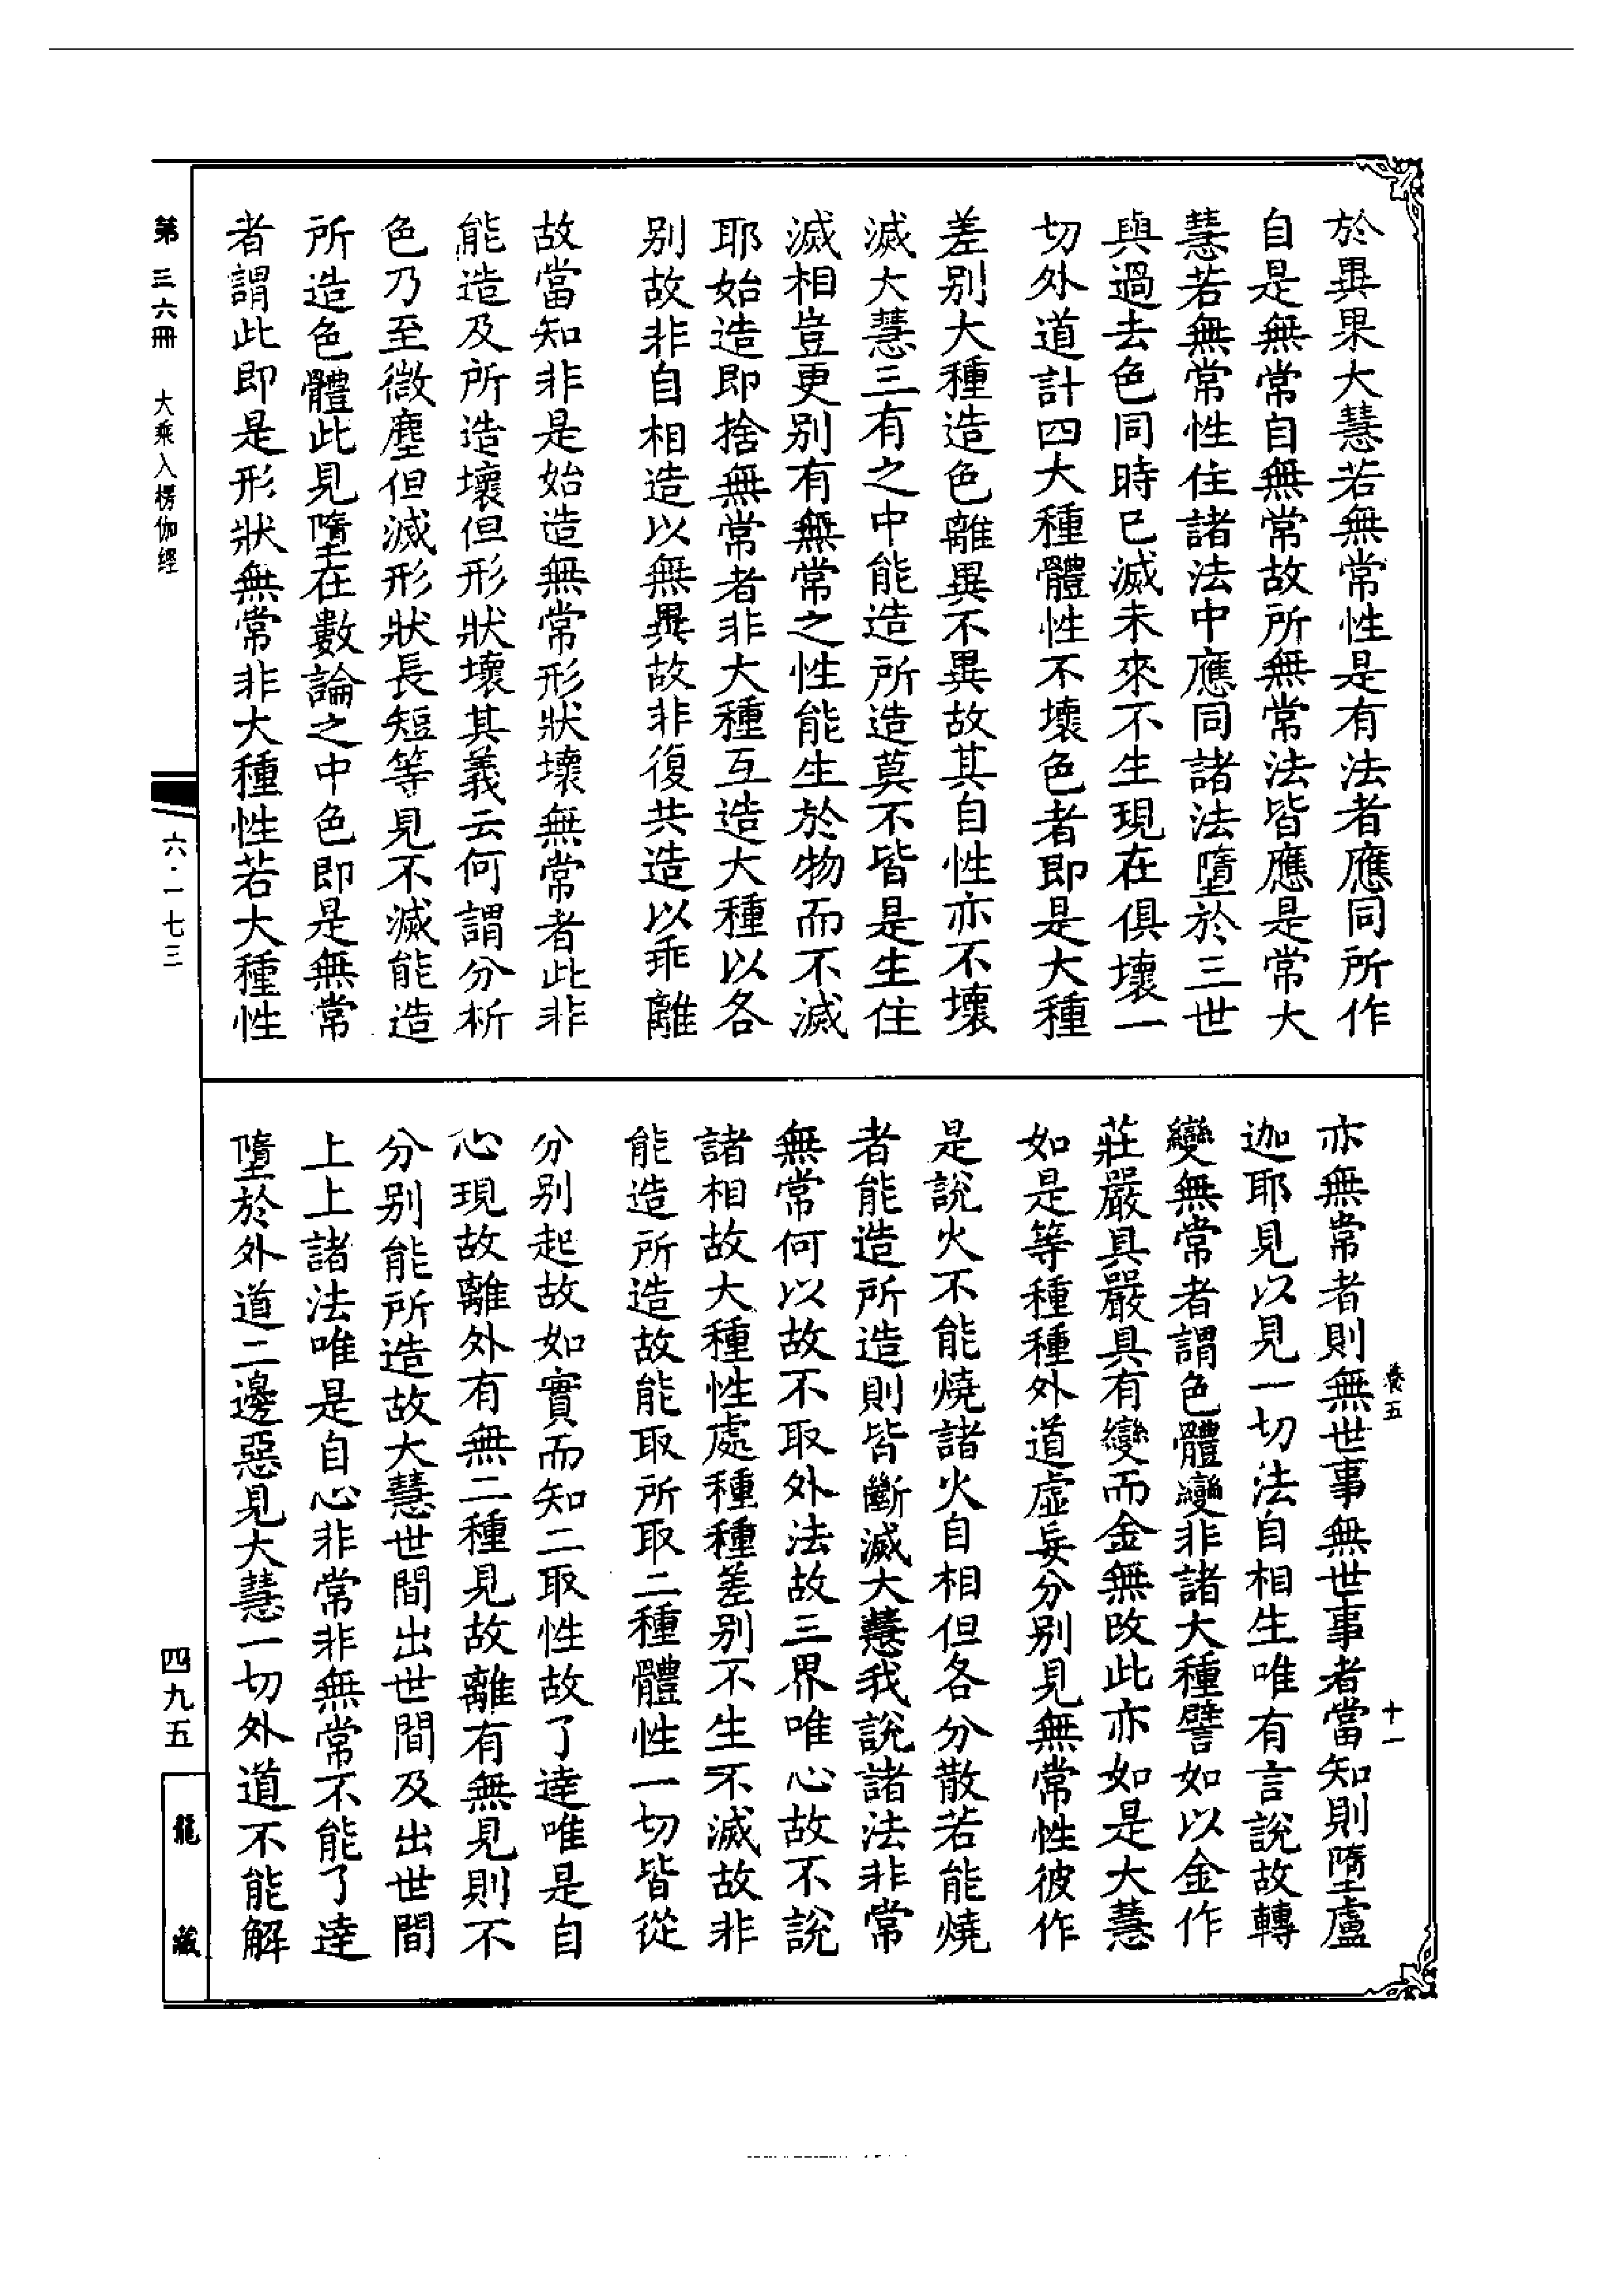 於異果大慧若無常性是有法者應同所作
自是無常自無常故所無常法皆應是常大
慧若無常性住諸法中應同諸法墮於三世
與過去色同時已滅未來不生現在俱壞一
切外道計四大種體性不壞色者即是大種
差別大種造色離異不異故其自性亦不壞
滅大慧三有之中能造所造莫不皆是生住
滅相豈更別有無常之性能生於物而不滅
耶始造即捨無常者非大種互造大種以各
別故非自相造以無異故非復共造以乖離
故當知非是始造無常形狀壞無常者此非
能造及所造壞但形狀壞其義云何謂分析
色乃至微塵但滅形狀長短等見不滅能造
所造色體此見墮在數論之中色即是無常
者謂此即是形狀無常非大種性若大種性
亦無常者則無世事無世事者當知則墮盧
迦耶見以見一切法自相生唯有言說故轉
變無常者謂色體變非諸大種譬如以金作
莊嚴具嚴具有變而金無改此亦如是大慧
如是等種種外道虛妄分別見無常性彼作
是說火不能燒諸火自相但各分散若能燒
者能造所造則皆斷滅大慧我說諸法非常
無常何以故不取外法故三界唯心故不說
諸相故大種性處種種差別不生不滅故非
能造所造故能取所取二種體性一切皆從
分別起故如實而知二取性故了達唯是自
心現故離外有無二種見故離有無見則不
分別能所造故大慧世間出世間及出世間
上上諸法唯是自心非常非無常不能了達
墮於外道二邊惡見大慧一切外道不能解
卷五
十一
第三六冊 大乘入楞伽經
六·一七三
四九五
龍藏